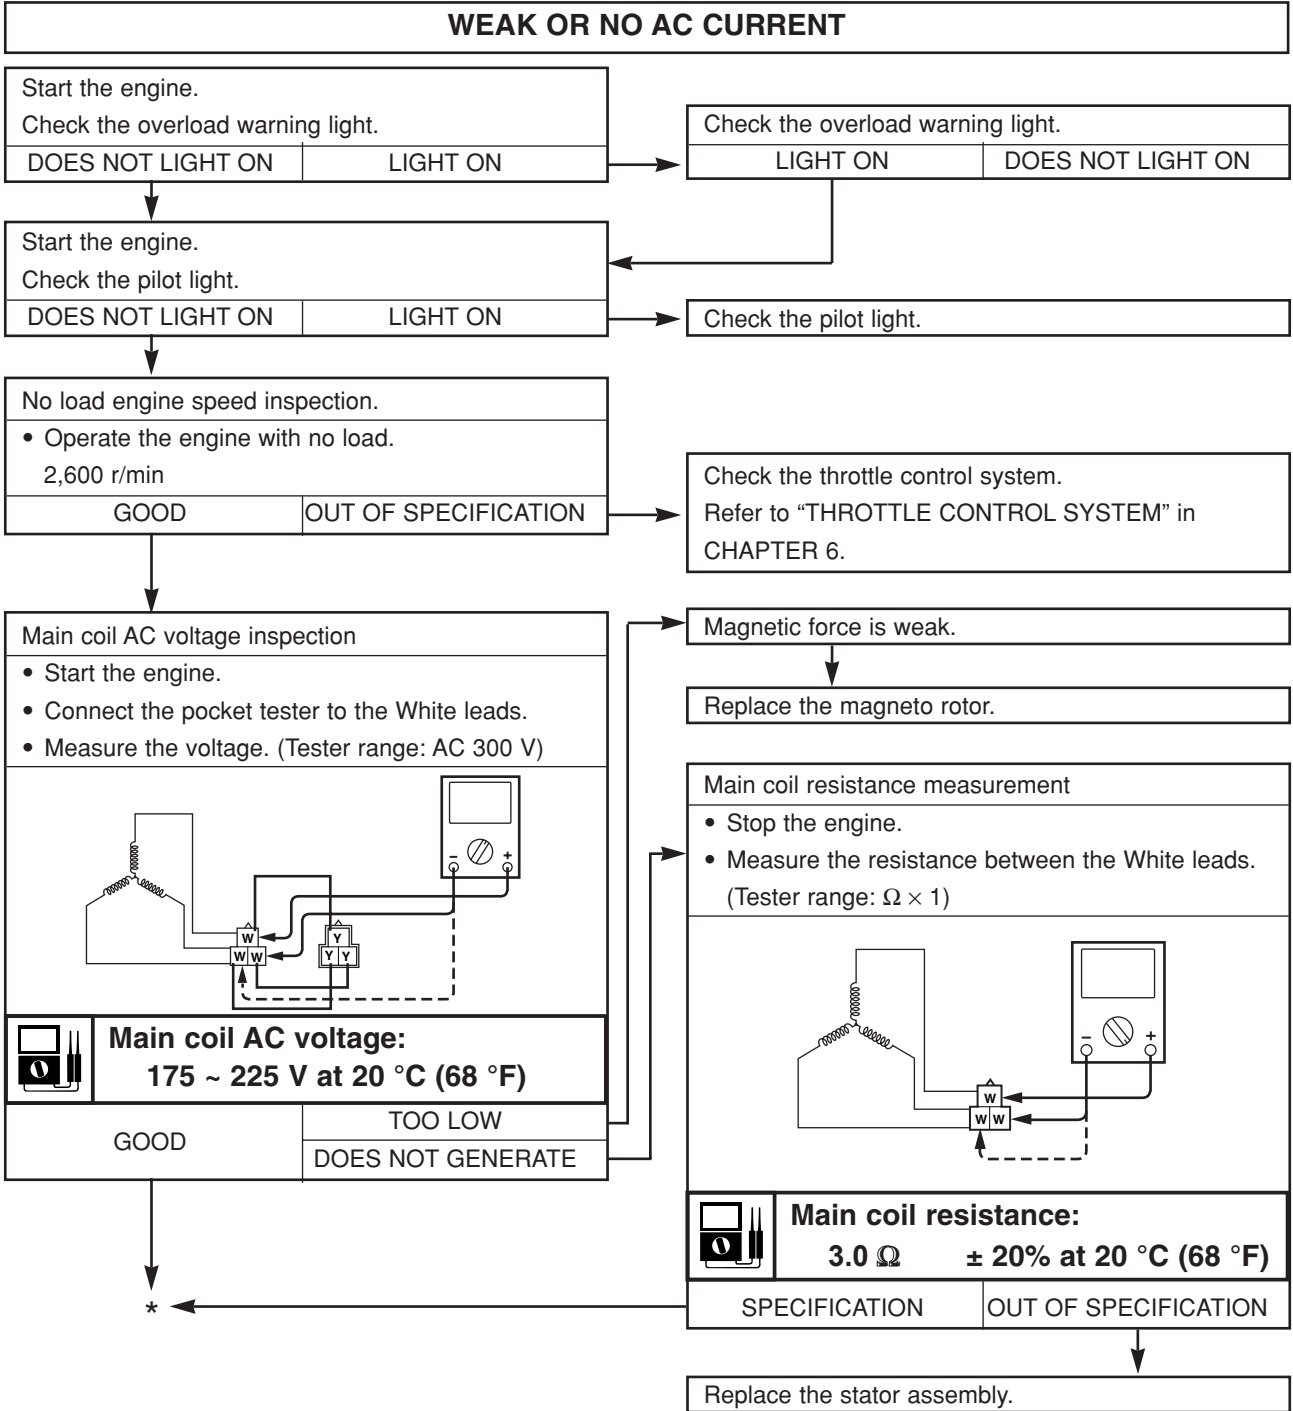 WEAK OR NO AC CURRENT
Start the engine.
Check the overload warning light.
DOES NOT LIGHT ON
LIGHT ON
Check the overload warning light.
LIGHT ON
DOES NOT LIGHT ON
Start the engine.
Check the pilot light.
DOES NOT LIGHT ON
LIGHT ON
Check the pilot light.
No load engine speed inspection.
• Operate the engine with no load.
2,600 r/min
GOOD
OUT OF SPECIFICATION
Check the throttle control system.
Refer to “THROTTLE CONTROL SYSTEM” in
CHAPTER 6.
Main coil AC voltage inspection
• Start the engine.
• Connect the pocket tester to the White leads.
• Measure the voltage. (Tester range: AC 300 V)
– +
W
W W
Y
Y Y
Main coil AC voltage:
175 ~ 225 V at 20 °C (68 °F)
GOOD
TOO LOW
DOES NOT GENERATE
Magnetic force is weak.
Replace the magneto rotor.
Main coil resistance measurement
• Stop the engine.
• Measure the resistance between the White leads.
(Tester range: Ω × 1)
– +
W
W W
Main coil resistance:
3.0 Ω ± 20% at 20 °C (68 °F)
SPECIFICATION
OUT OF SPECIFICATION
*
Replace the stator assembly.